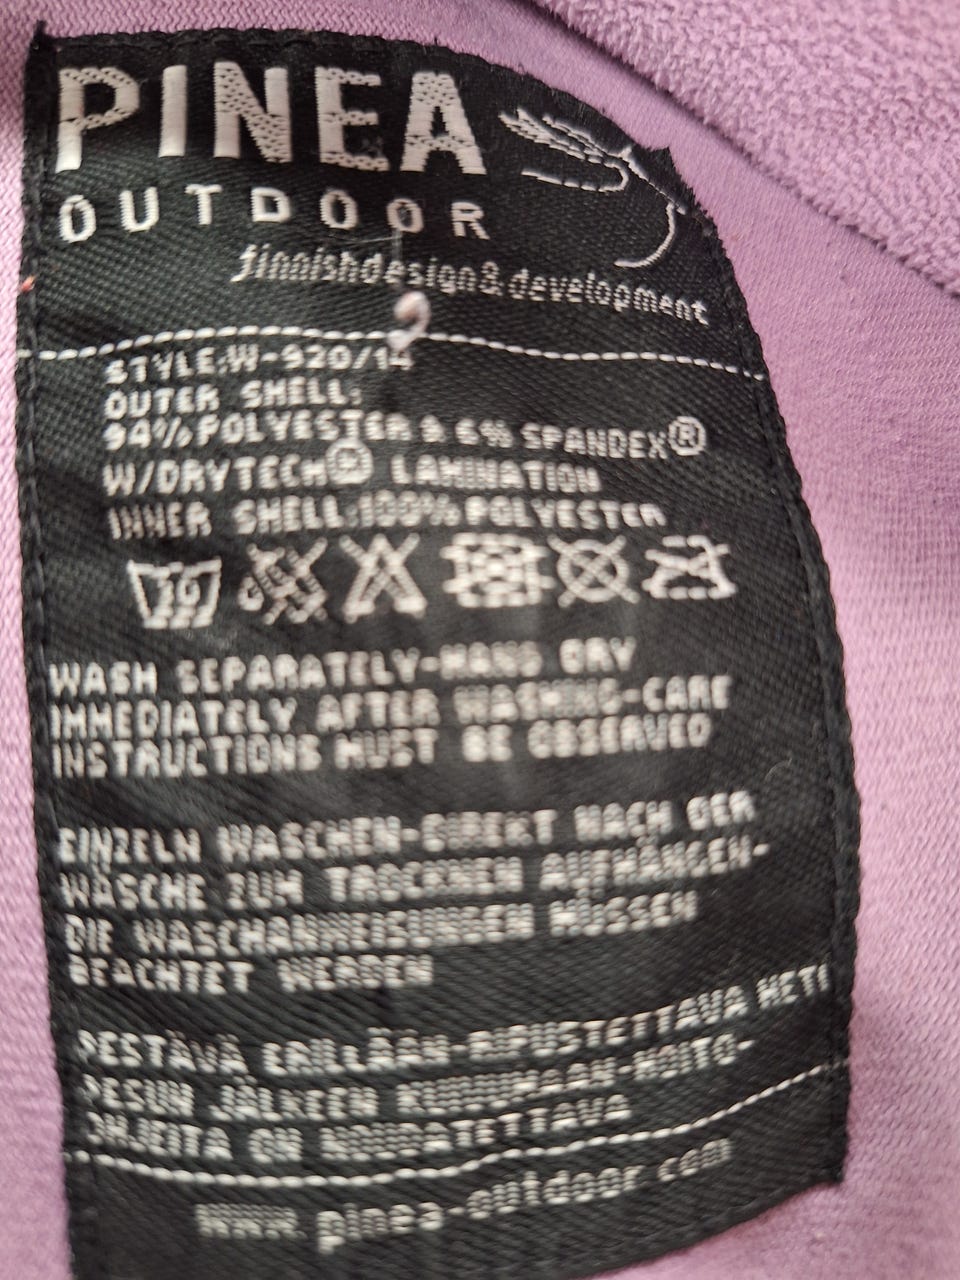 PINEA
OUTDOOR
finnishdesign&development
STYLE:W-920/14
OUTER SHELL:
94% POLYESTER & 6% SPANDEX®
W/DRYTECH® LAMINATION
INNER SHELL:100% POLYESTER
WASH SEPARATELY-HANG DRY
IMMEDIATELY AFTER WASHING-CARE
INSTRUCTIONS MUST BE OBSERVED
EINZELN WASCHEN-DIREKT NACH DER
WÄSCHE ZUM TROCKNEN AUFHÄNGEN-
DIE WASCHANWEISUNGEN MÜSSEN
BEACHTET WERDEN
PESTÄVÄ ERILLÄÄN-RIPUSTETTAVA HETI
PESUN JÄLKEEN KUIVUMAAN-HOITO-
OHJEITA ON NOUDATETTAVA
www.pinea-outdoor.com